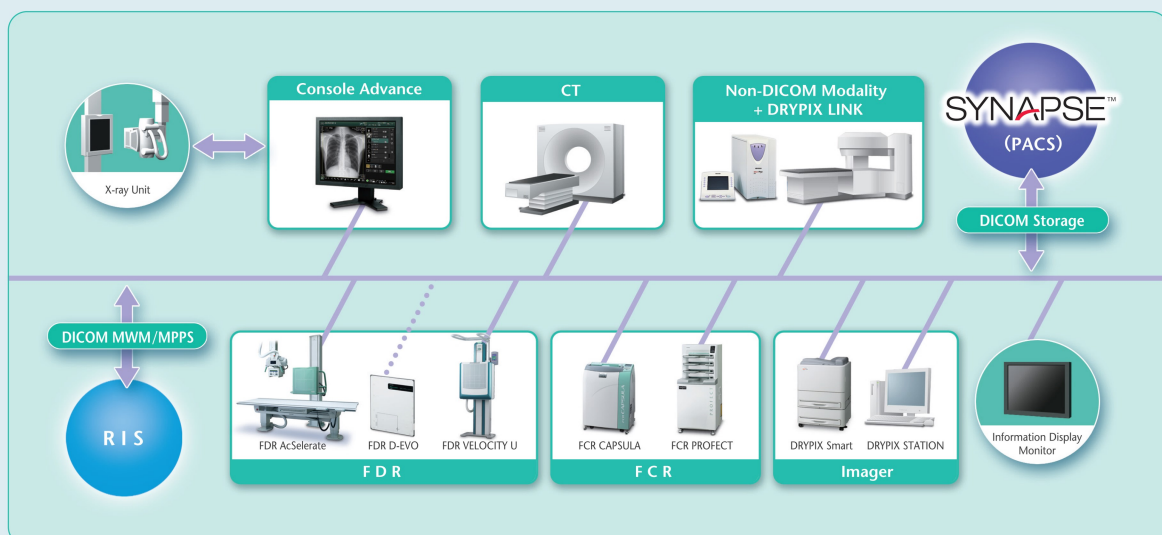 Console Advance
CT
Non-DICOM Modality
+ DRYPIX LINK
SYNAPSE™
(PACS)
X-ray Unit
DICOM Storage
DICOM MWM/MPPS
RIS
FDR AcSelerate
FDR D-EVO
FDR VELOCITY U
FDR
FCR CAPSULA
FCR PROFECT
FCR
DRYPIX Smart
DRYPIX STATION
Imager
Information Display
Monitor